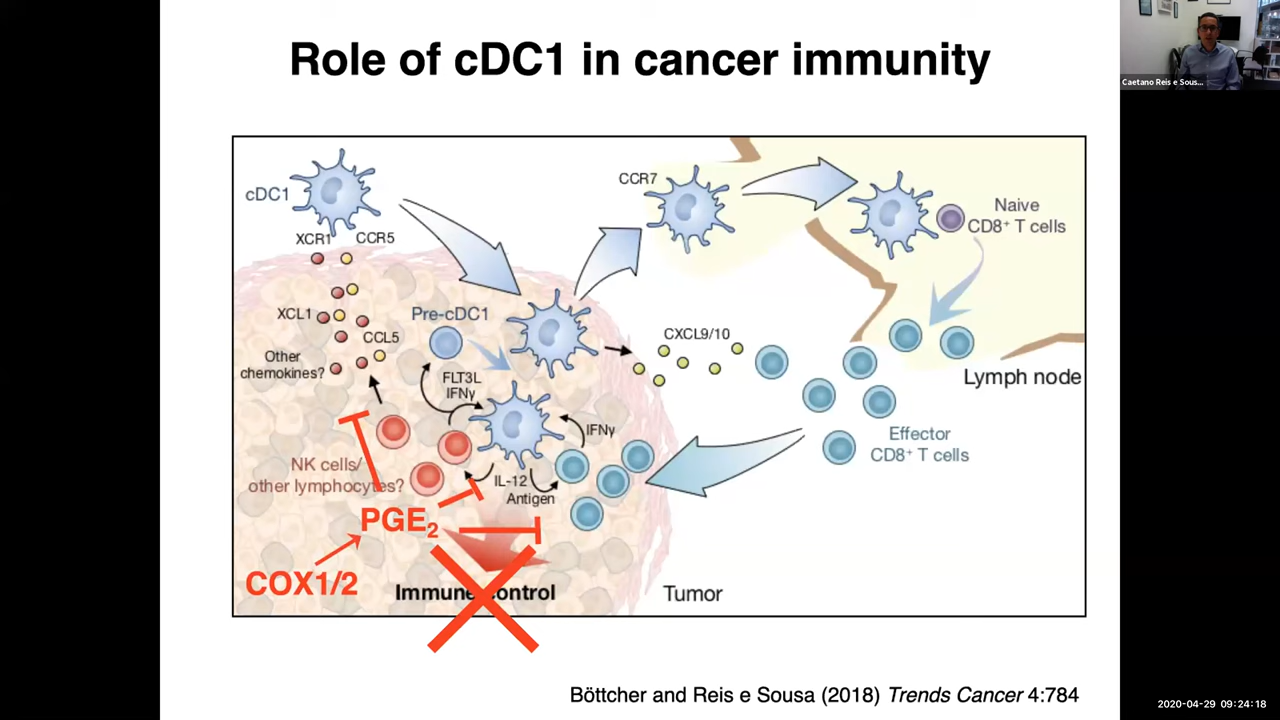 Role of cDC1 in cancer immunity
Caetano Reis e Sous...
cDC1
XCR1
CCR5
XCL1
CCL5
Other
chemokines?
Pre-cDC1
FLT3L
IFNγ
NK cells/
other lymphocytes?
IL-12
Antigen
IFNγ
PGE₂
COX1/2
Immune control
Tumor
CCR7
CXCL9/10
Naive
CD8⁺ T cells
Lymph node
Effector
CD8⁺ T cells
Böttcher and Reis e Sousa (2018) Trends Cancer 4:784
2020-04-29 09:24:18